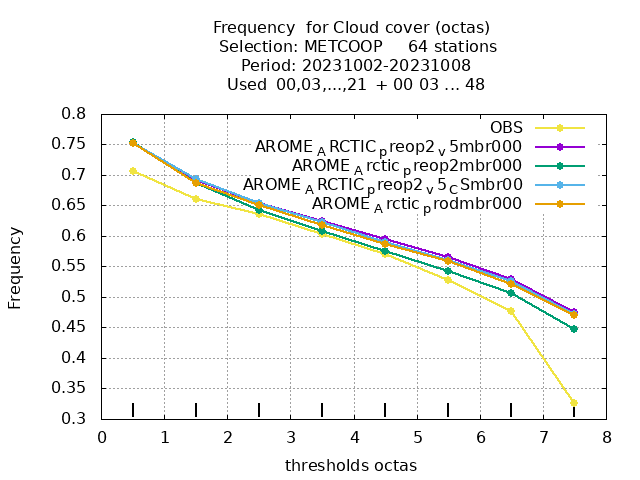 Frequency  for Cloud cover (octas)
Selection: METCOOP     64 stations
Period: 20231002-20231008
Used  00,03,...,21  + 00 03 ... 48
OBS
AROME_ARCTIC_preop2_v5mbr000
AROME_Arctic_preop2mbr000
AROME_ARCTIC_preop2_v5_CSmbr00
AROME_Arctic_prodmbr000
0.8
0.75
0.7
0.65
0.6
0.55
0.5
0.45
0.4
0.35
0.3
Frequency
0 1 2 3 4 5 6 7 8
thresholds octas